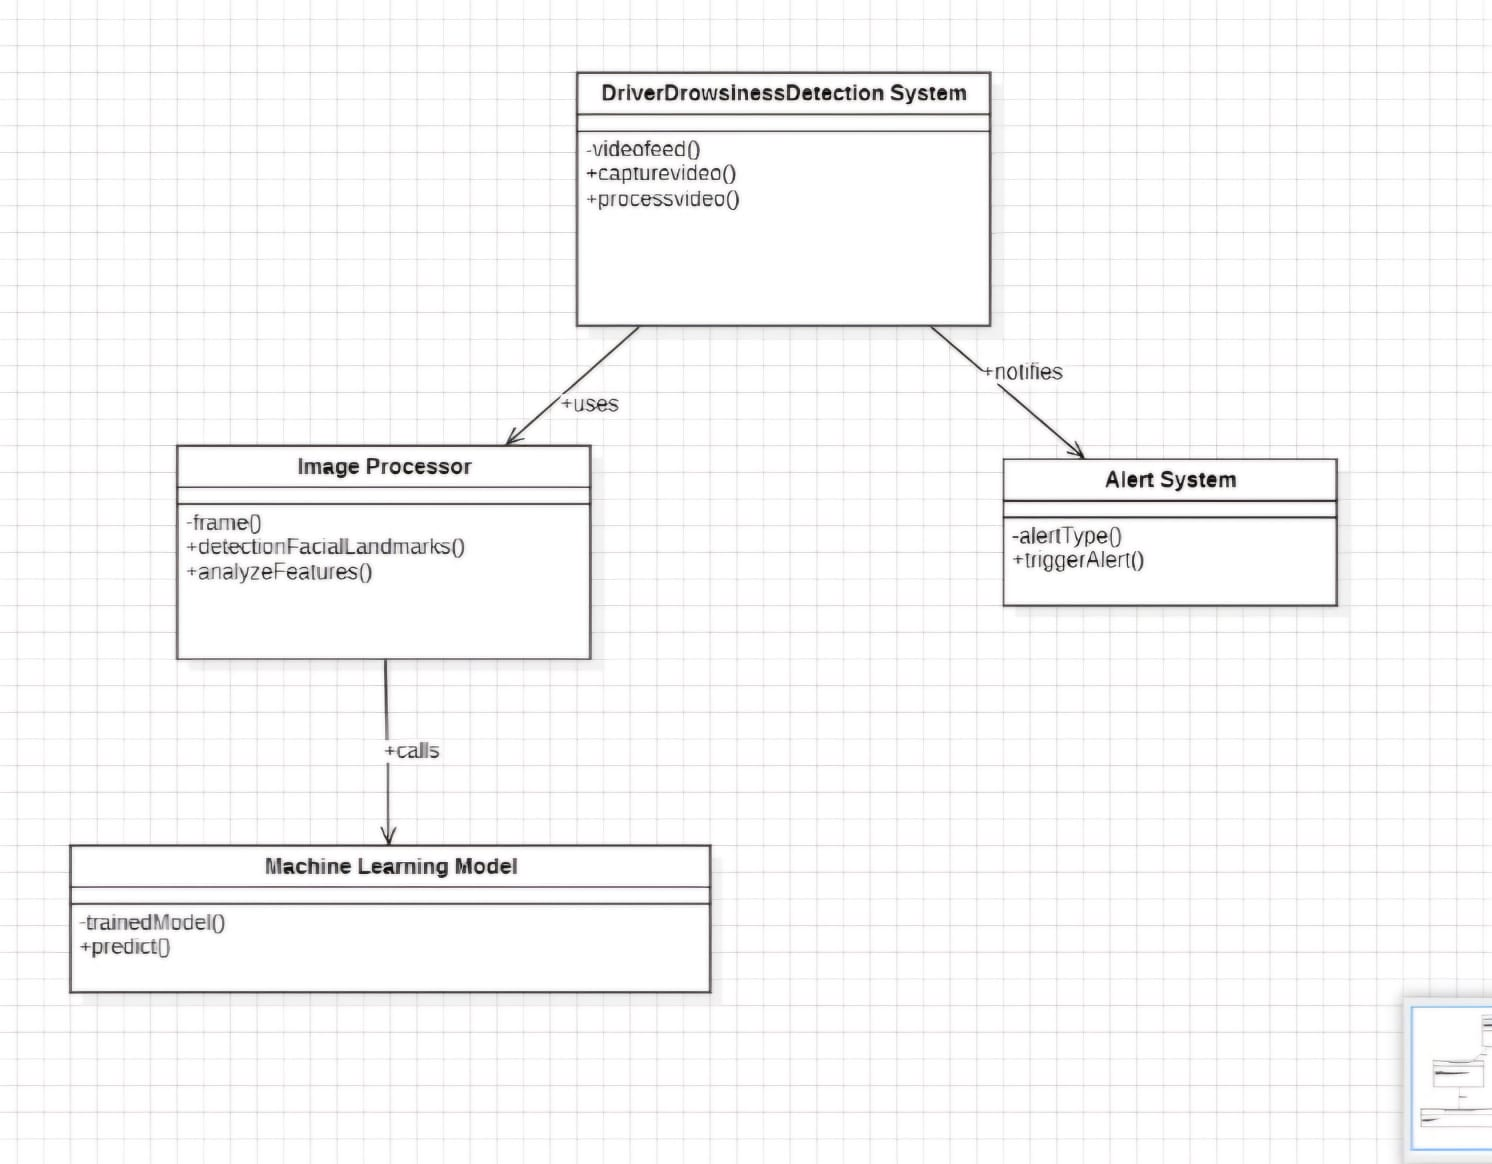 DriverDrowsinessDetection System
-videofeed()
+capturevideo()
+processvideo()
+notifies
+uses
Image Processor
-frame()
+detectionFacialLandmarks()
+analyzeFeatures()
Alert System
-alertType()
+triggerAlert()
+calls
Machine Learning Model
-trainedModel()
+predict()